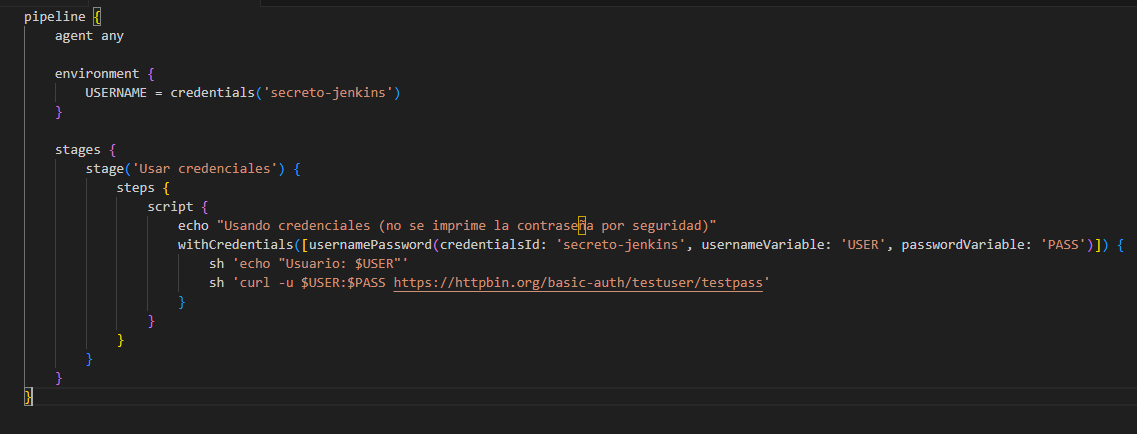 pipeline {
    agent any

    environment {
        USERNAME = credentials('secreto-jenkins')
    }

    stages {
        stage('Usar credenciales') {
            steps {
                script {
                    echo "Usando credenciales (no se imprime la contraseña por seguridad)"
                    withCredentials([usernamePassword(credentialsId: 'secreto-jenkins', usernameVariable: 'USER', passwordVariable: 'PASS')]) {
                        sh 'echo "Usuario: $USER"'
                        sh 'curl -u $USER:$PASS https://httpbin.org/basic-auth/testuser/testpass'
                    }
                }
            }
        }
    }
}